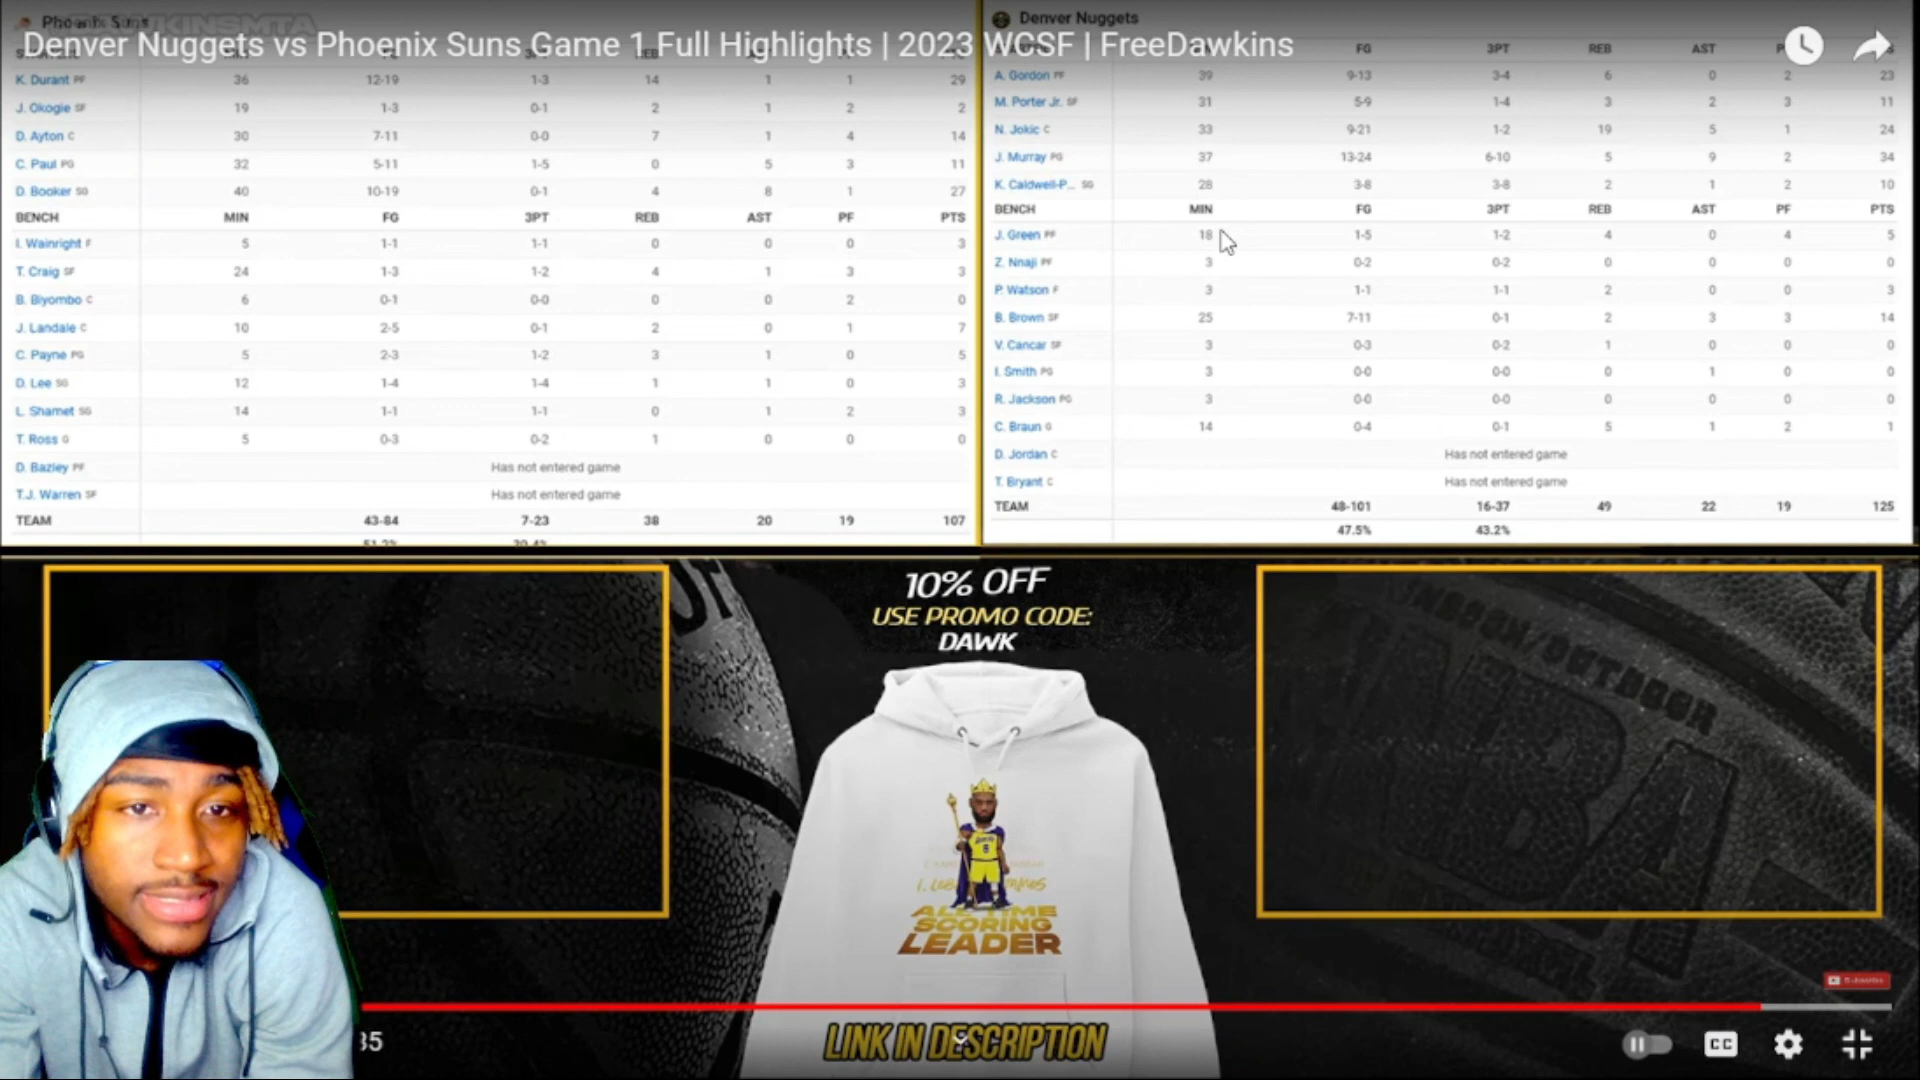 Phoenix Suns
Denver Nuggets vs Phoenix Suns Game 1 Full Highlights | 2023 WCSF | FreeDawkins
K. Durant PF 36 12-19 1-3 14 1 1 29
J. Okogie SF 19 1-3 0-1 2 1 2 2
D. Ayton C 30 7-11 0-0 7 1 4 14
C. Paul PG 32 5-11 1-5 0 5 3 11
D. Booker SG 40 10-19 0-1 4 8 1 27
BENCH MIN FG 3PT REB AST PF PTS
I. Wainright F 5 1-1 1-1 0 0 0 3
T. Craig SF 24 1-3 1-2 4 1 3 3
B. Biyombo C 6 0-1 0-0 0 0 2 0
J. Landale C 10 2-5 0-1 2 0 1 7
C. Payne PG 5 2-3 1-2 3 1 0 5
D. Lee SG 12 1-4 1-4 1 1 0 3
L. Shamet SG 14 1-1 1-1 0 1 2 3
T. Ross G 5 0-3 0-2 1 0 0 0
D. Bazley PF Has not entered game
T.J. Warren SF Has not entered game
TEAM 43-84 7-23 38 20 19 107
51.2% 30.4%
Denver Nuggets
FG 3PT REB AST
A. Gordon PF 39 9-13 3-4 6 0 2 23
M. Porter Jr. SF 31 5-9 1-4 3 2 3 11
N. Jokic C 33 9-21 1-2 19 5 1 24
J. Murray PG 37 13-24 6-10 5 9 2 34
K. Caldwell-P... SG 28 3-8 3-8 2 1 2 10
BENCH MIN FG 3PT REB AST PF PTS
J. Green PF 18 1-5 1-2 4 0 4 5
Z. Nnaji PF 3 0-2 0-2 0 0 0 0
P. Watson F 3 1-1 1-1 2 0 0 3
B. Brown SF 25 7-11 0-1 2 3 3 14
V. Cancar SF 3 0-3 0-2 1 0 0 0
I. Smith PG 3 0-0 0-0 0 1 0 0
R. Jackson PG 3 0-0 0-0 0 0 0 0
C. Braun G 14 0-4 0-1 5 1 2 1
D. Jordan C Has not entered game
T. Bryant C Has not entered game
TEAM 48-101 16-37 49 22 19 125
47.5% 43.2%
10% OFF
USE PROMO CODE:
DAWK
ALL TIME
SCORING
LEADER
INDOOR/OUTDOOR
NBA
LINK IN DESCRIPTION
35
CC